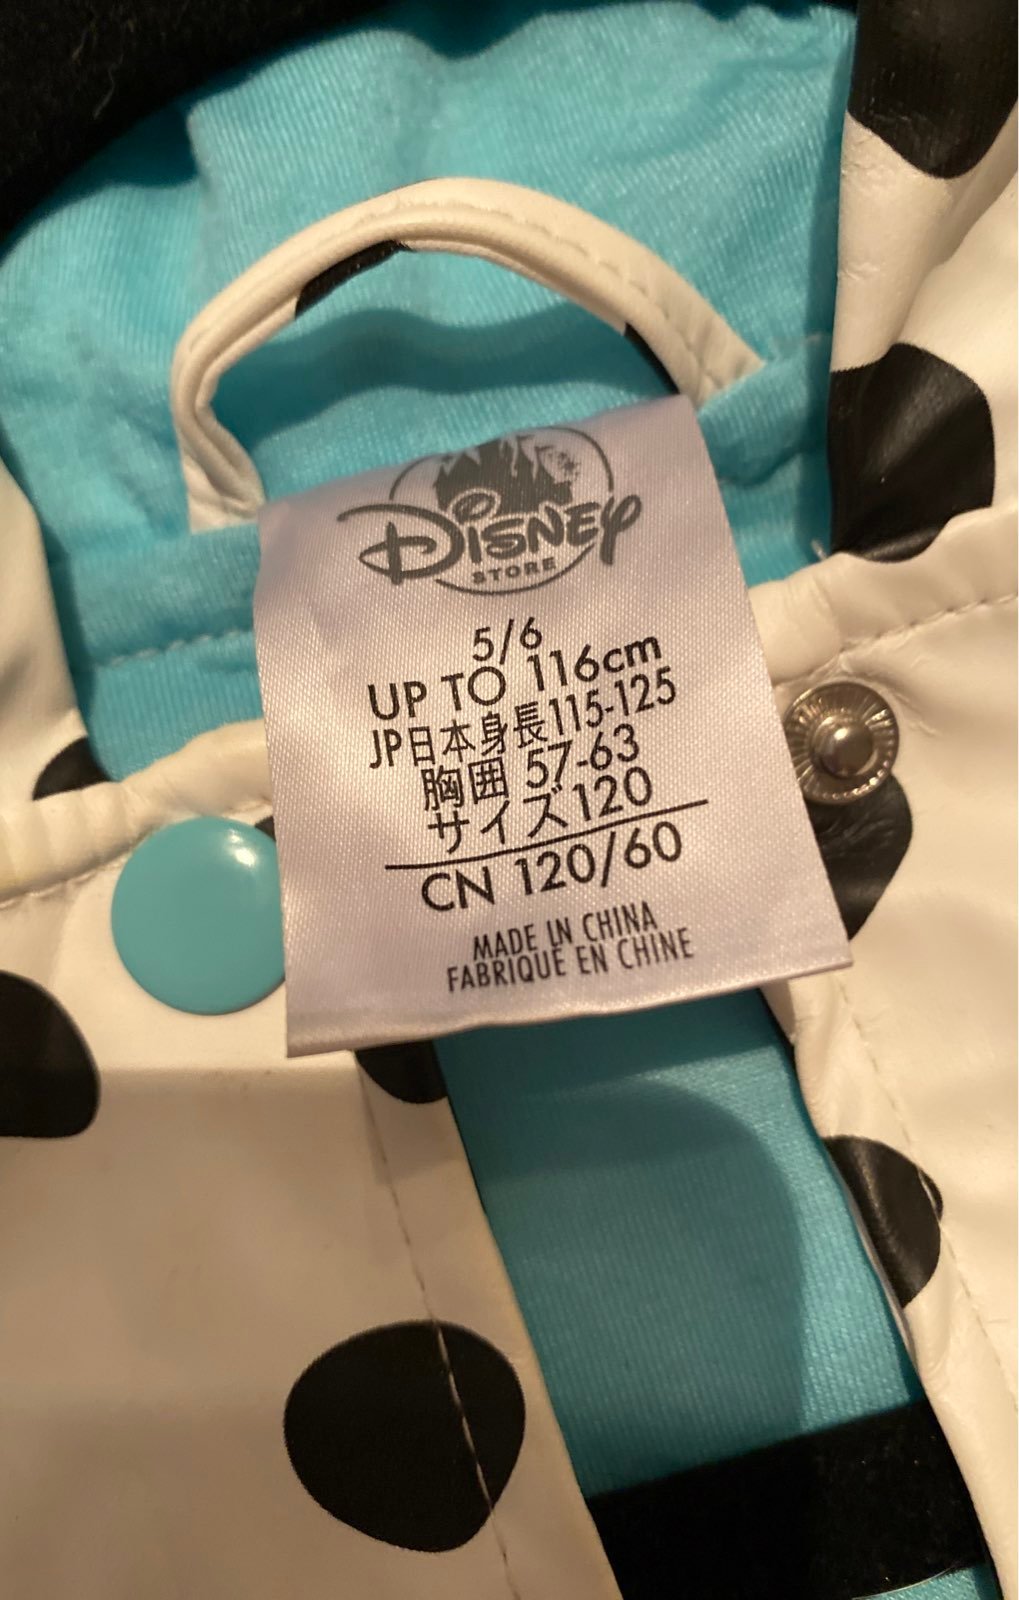 DISNEY
STORE
5/6
UP TO 116cm
JP日本身長115-125
胸囲 57-63
サイズ120
CN 120/60
MADE IN CHINA
FABRIQUÉ EN CHINE